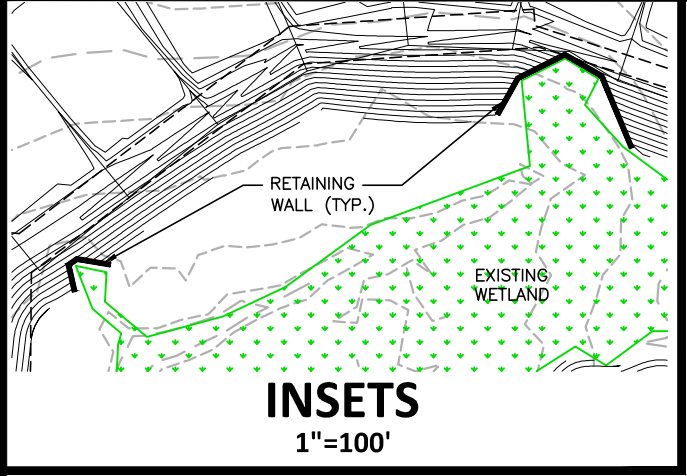 RETAINING
WALL (TYP.)
EXISTING
WETLAND
INSETS
1"=100'